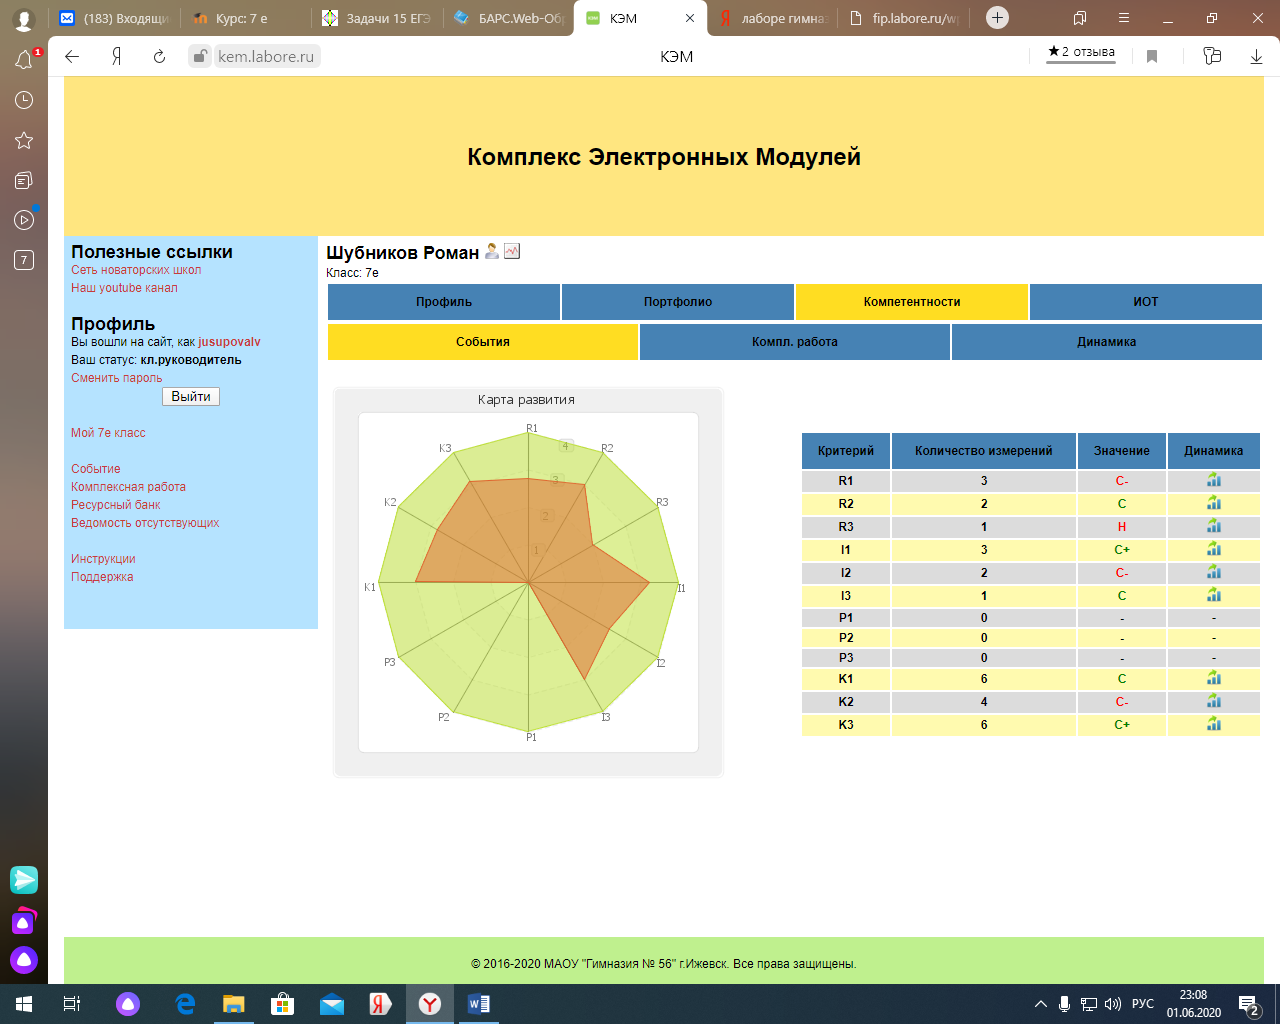 (183) Входящи
Курс: 7 е
Задачи 15 ЕГЭ
БАРС.Web-Обр
КЭМ
лаборе гимназ
fip.labore.ru/wp
kem.labore.ru
КЭМ
★2 отзыва
1
7
Комплекс Электронных Модулей
Полезные ссылки
Сеть новаторских школ
Наш youtube канал
Профиль
Вы вошли на сайт, как jusupovalv
Ваш статус: кл.руководитель
Сменить пароль
Выйти
Мой 7е класс
Событие
Комплексная работа
Ресурсный банк
Ведомость отсутствующих
Инструкции
Поддержка
Шубников Роман
Класс: 7е
Профиль Портфолио Компетентности ИОТ
События Компл. работа Динамика
Карта развития
R1
R2
R3
I1
I2
I3
P1
P2
P3
K1
K2
K3
4
3
2
1
Критерий Количество измерений Значение Динамика
R1 3 C-
R2 2 C
R3 1 Н
I1 3 C+
I2 2 C-
I3 1 C
P1 0 - -
P2 0 - -
P3 0 - -
K1 6 C
K2 4 C-
K3 6 C+
© 2016-2020 МАОУ "Гимназия № 56" г.Ижевск. Все права защищены.
РУС
23:08
01.06.2020
2